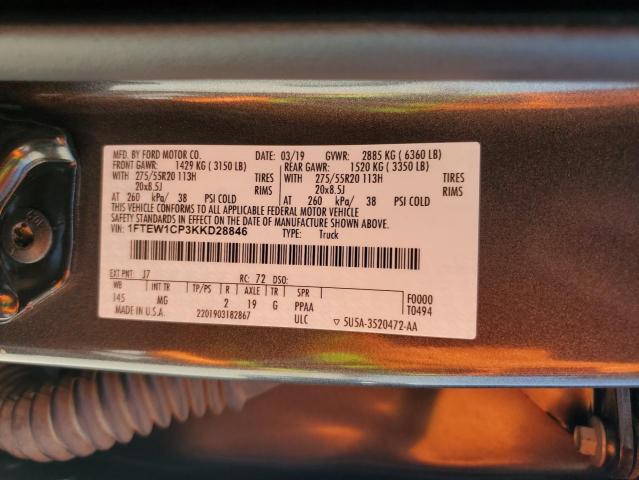 MFD. BY FORD MOTOR CO. DATE: 03/19 GVWR: 2885 KG ( 6360 LB)
FRONT GAWR: 1429 KG ( 3150 LB) REAR GAWR: 1520 KG ( 3350 LB)
WITH 275/55R20 113H TIRES WITH 275/55R20 113H TIRES
20x8.5J RIMS 20x8.5J RIMS
AT 260 kPa/ 38 PSI COLD AT 260 kPa/ 38 PSI COLD
THIS VEHICLE CONFORMS TO ALL APPLICABLE FEDERAL MOTOR VEHICLE
SAFETY STANDARDS IN EFFECT ON THE DATE OF MANUFACTURE SHOWN ABOVE.
VIN: 1FTEW1CP3KKD28846 TYPE: Truck
EXT PNT: J7 RC: 72 DSO:
WB INT TR TP/PS R AXLE TR SPR
145 MG 2 19 G PPAA F0000
ULC T0494
MADE IN U.S.A. 2201903182867 ▽ 5U5A-3520472-AA